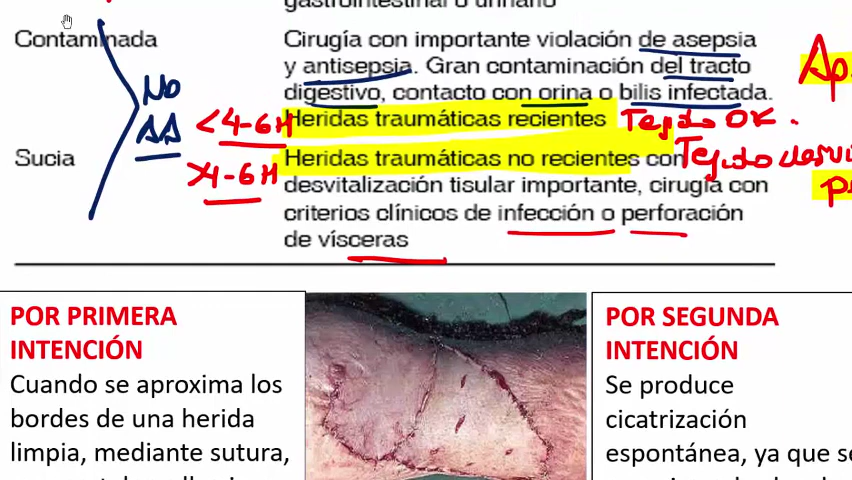 gastrointestinal o urinario
Contaminada
Cirugía con importante violación de asepsia
y antisepsia. Gran contaminación del tracto
digestivo, contacto con orina o bilis infectada.
No
AA
<4-6H
Heridas traumáticas recientes
Tejido OK.
Sucia
>4-6H
Heridas traumáticas no recientes con
Tejido desvi
desvitalización tisular importante, cirugía con
criterios clínicos de infección o perforación
de vísceras
POR PRIMERA
INTENCIÓN
Cuando se aproxima los
bordes de una herida
limpia, mediante sutura,
POR SEGUNDA
INTENCIÓN
Se produce
cicatrización
espontánea, ya que se